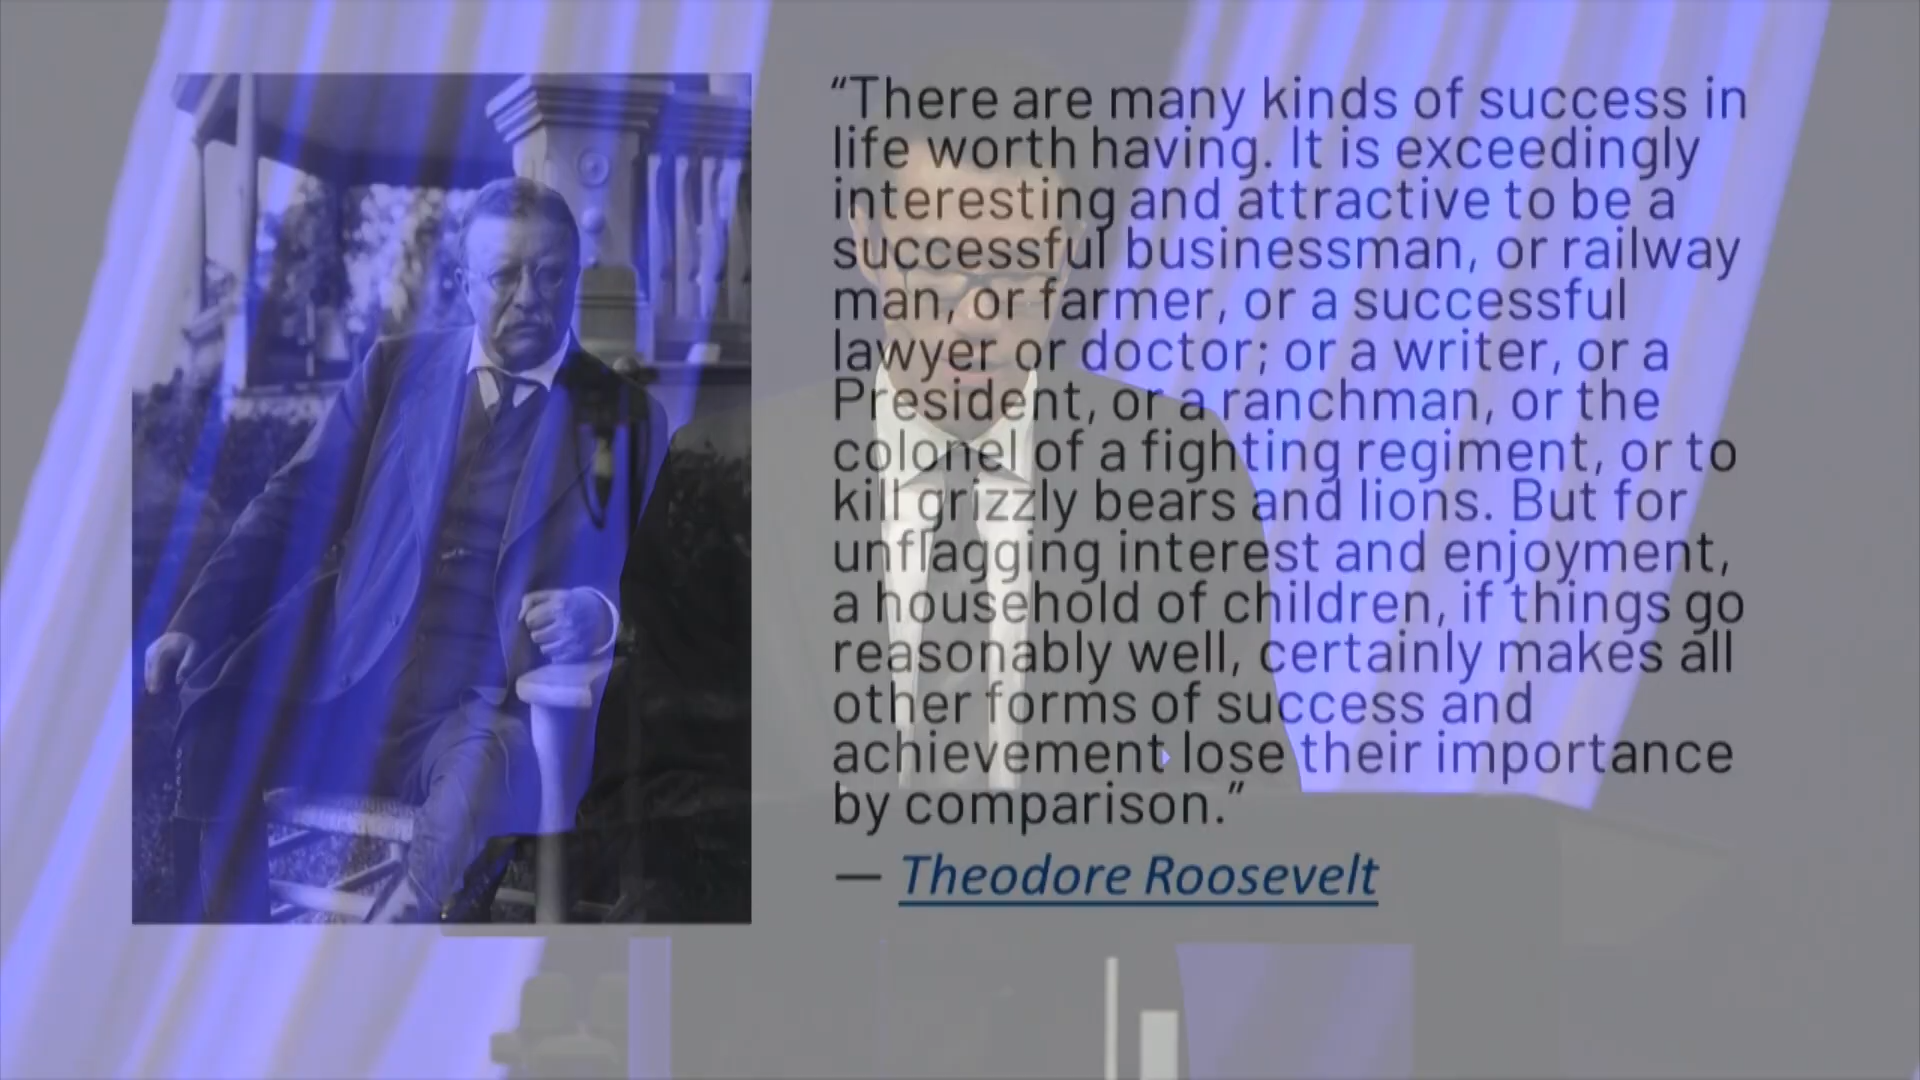 “There are many kinds of success in
life worth having. It is exceedingly
interesting and attractive to be a
successful businessman, or railway
man, or farmer, or a successful
lawyer or doctor; or a writer, or a
President, or a ranchman, or the
colonel of a fighting regiment, or to
kill grizzly bears and lions. But for
unflagging interest and enjoyment,
a household of children, if things go
reasonably well, certainly makes all
other forms of success and
achievement lose their importance
by comparison.”
— Theodore Roosevelt